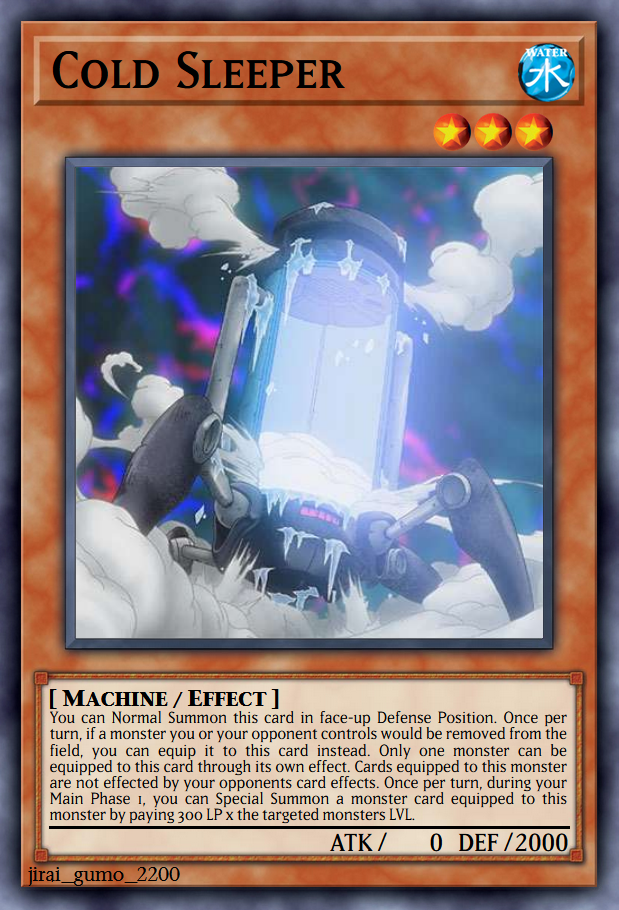 Cold Sleeper
WATER
水
[ Machine / Effect ]
You can Normal Summon this card in face-up Defense Position. Once per
turn, if a monster you or your opponent controls would be removed from the
field, you can equip it to this card instead. Only one monster can be
equipped to this card through its own effect. Cards equipped to this monster
are not effected by your opponents card effects. Once per turn, during your
Main Phase 1, you can Special Summon a monster card equipped to this
monster by paying 300 LP x the targeted monsters LVL.
ATK / 0 DEF /2000
jirai_gumo_2200